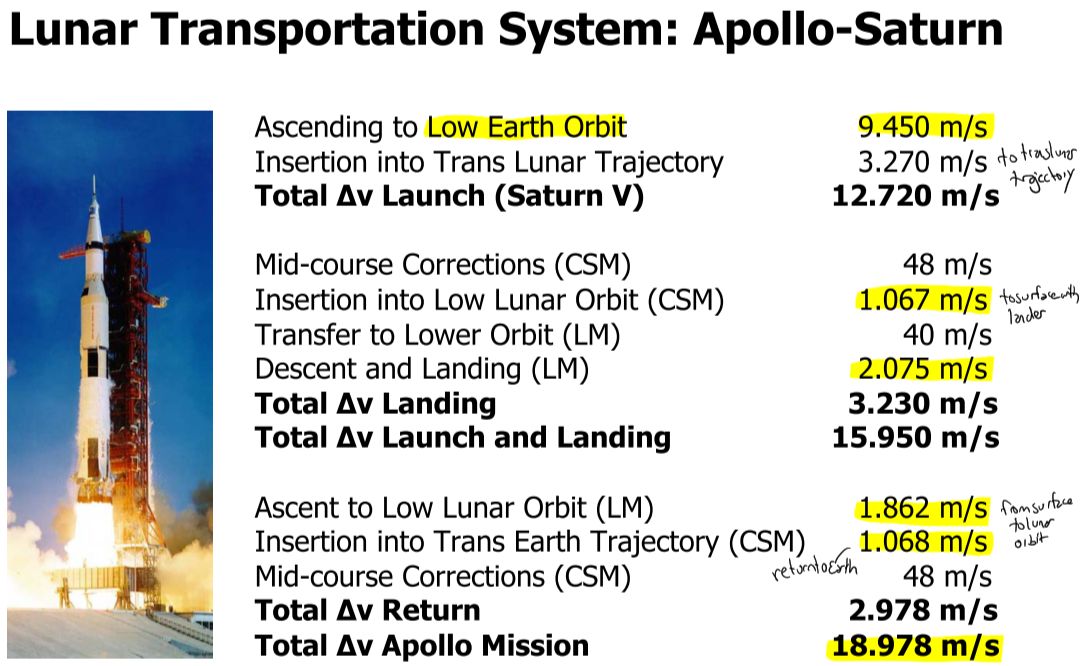 Lunar Transportation System: Apollo-Saturn
Ascending to Low Earth Orbit 9.450 m/s
Insertion into Trans Lunar Trajectory 3.270 m/s to translunar
trajectory
Total Δv Launch (Saturn V) 12.720 m/s
Mid-course Corrections (CSM) 48 m/s
Insertion into Low Lunar Orbit (CSM) 1.067 m/s to surface with
lander
Transfer to Lower Orbit (LM) 40 m/s
Descent and Landing (LM) 2.075 m/s
Total Δv Landing 3.230 m/s
Total Δv Launch and Landing 15.950 m/s
Ascent to Low Lunar Orbit (LM) 1.862 m/s from surface
to lunar
Insertion into Trans Earth Trajectory (CSM) 1.068 m/s orbit
return to Earth
Mid-course Corrections (CSM) 48 m/s
Total Δv Return 2.978 m/s
Total Δv Apollo Mission 18.978 m/s